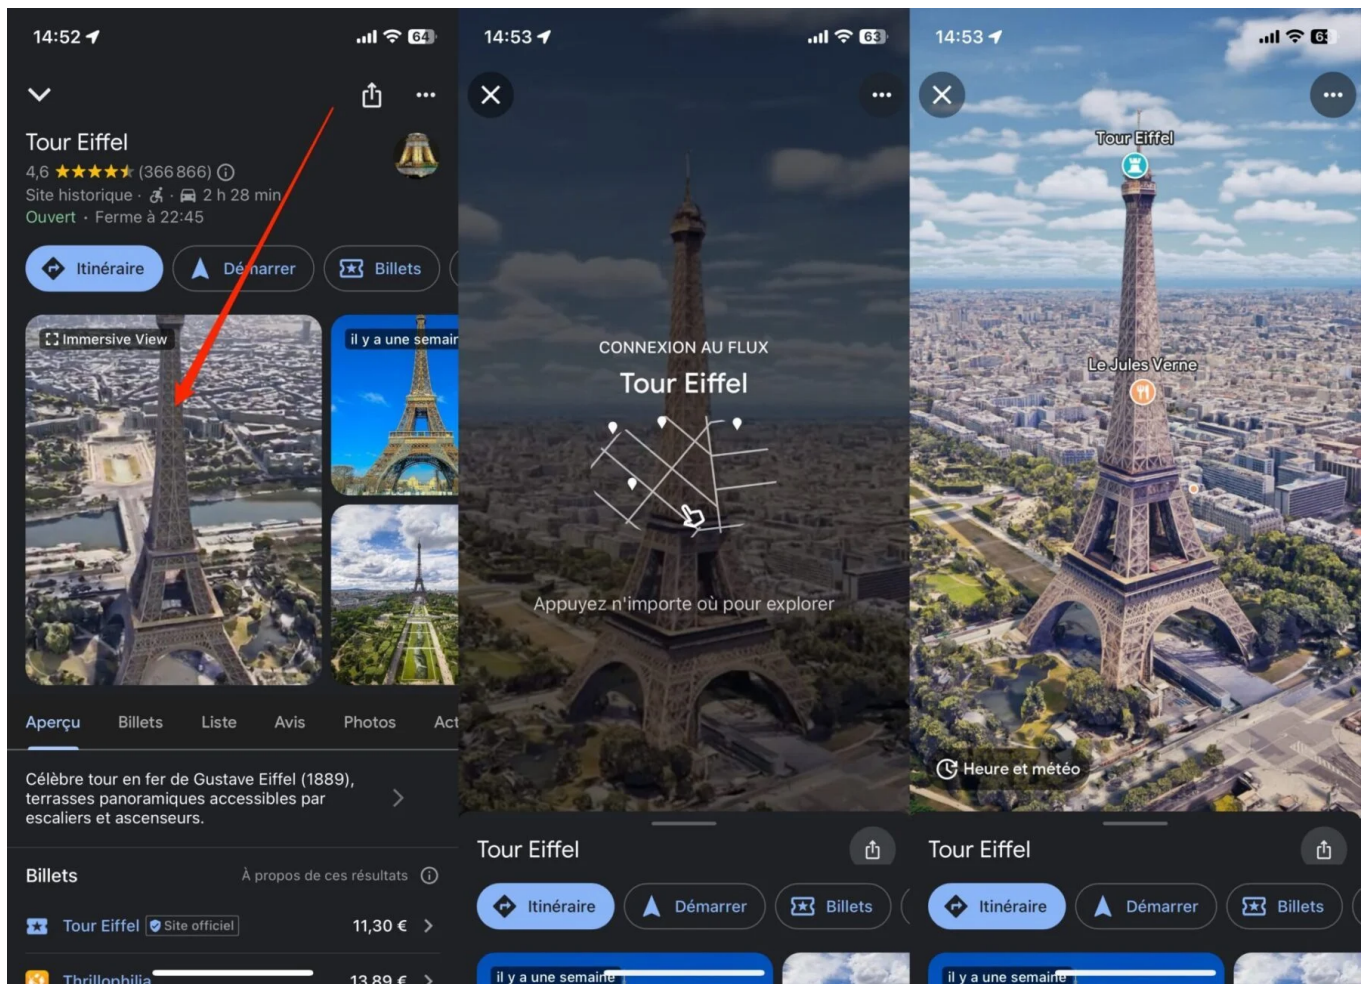 14:52
64
Tour Eiffel
4,6 ★★★★★ (366 866)
Site historique · · 2 h 28 min
Ouvert · Ferme à 22:45
Itinéraire
Démarrer
Billets
Immersive View
il y a une semain
Aperçu
Billets
Liste
Avis
Photos
Act
Célèbre tour en fer de Gustave Eiffel (1889),
terrasses panoramiques accessibles par
escaliers et ascenseurs.
Billets
À propos de ces résultats
Tour Eiffel
Site officiel
11,30 €
Thrillophilia
13,89 €
14:53
63
CONNEXION AU FLUX
Tour Eiffel
Appuyez n'importe où pour explorer
Tour Eiffel
Itinéraire
Démarrer
Billets
il y a une semaine
14:53
63
Tour Eiffel
Le Jules Verne
Heure et météo
Tour Eiffel
Itinéraire
Démarrer
Billets
il y a une semaine